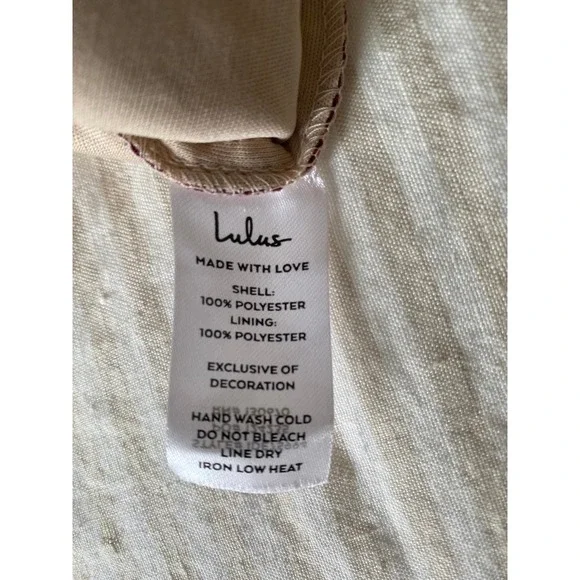 Lulus
MADE WITH LOVE
SHELL:
100% POLYESTER
LINING:
100% POLYESTER
EXCLUSIVE OF
DECORATION
HAND WASH COLD
DO NOT BLEACH
LINE DRY
IRON LOW HEAT